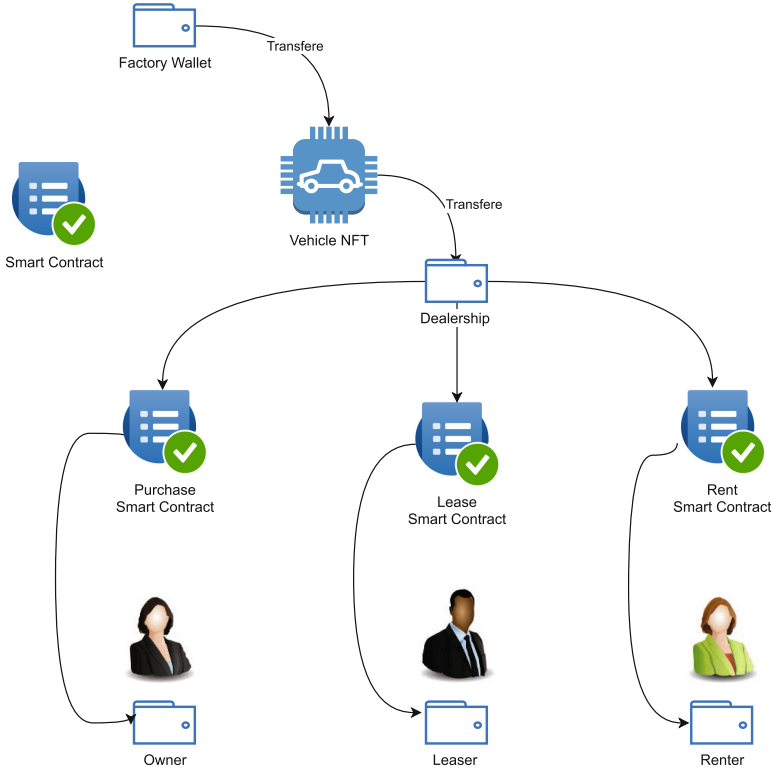 Transfere
Factory Wallet
Transfere
Vehicle NFT
Smart Contract
Dealership
Purchase
Smart Contract
Lease
Smart Contract
Rent
Smart Contract
Owner
Leaser
Renter